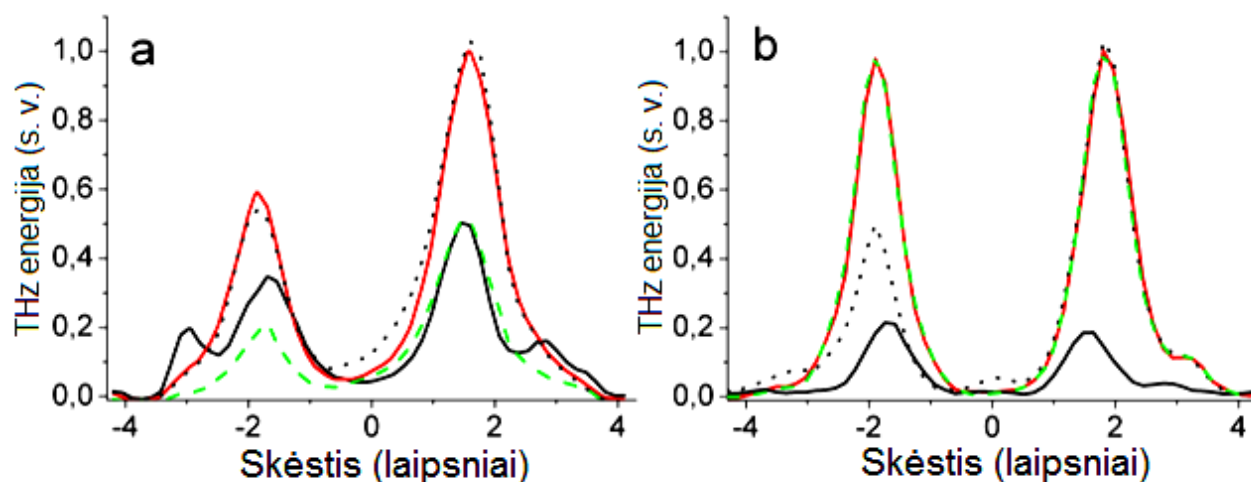 a
THz energija (s. v.)
1,0
0,8
0,6
0,4
0,2
0,0
-4 -2 0 2 4
Skėstis (laipsniai)
b
THz energija (s. v.)
1,0
0,8
0,6
0,4
0,2
0,0
-4 -2 0 2 4
Skėstis (laipsniai)